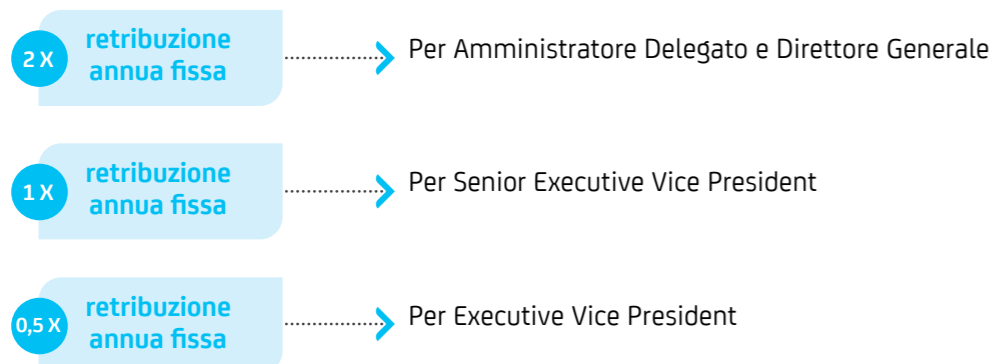 2 X
retribuzione
annua fissa
Per Amministratore Delegato e Direttore Generale
1 X
retribuzione
annua fissa
Per Senior Executive Vice President
0,5 X
retribuzione
annua fissa
Per Executive Vice President